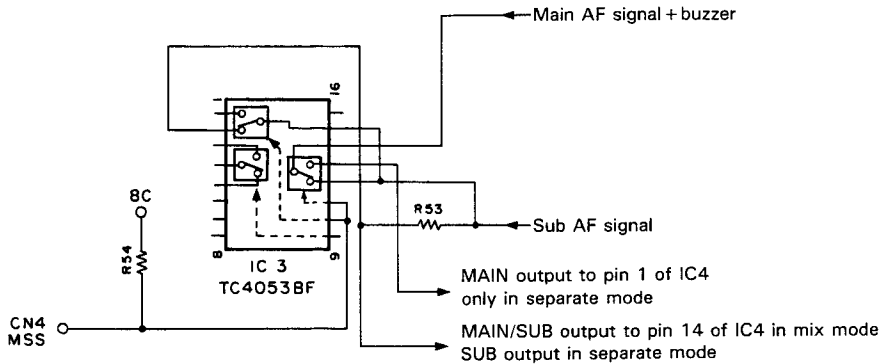 Main AF signal + buzzer
16
8C
R53
Sub AF signal
R54
8
9
IC 3
TC4053BF
MAIN output to pin 1 of IC4
only in separate mode
CN4
MSS
MAIN/SUB output to pin 14 of IC4 in mix mode
SUB output in separate mode